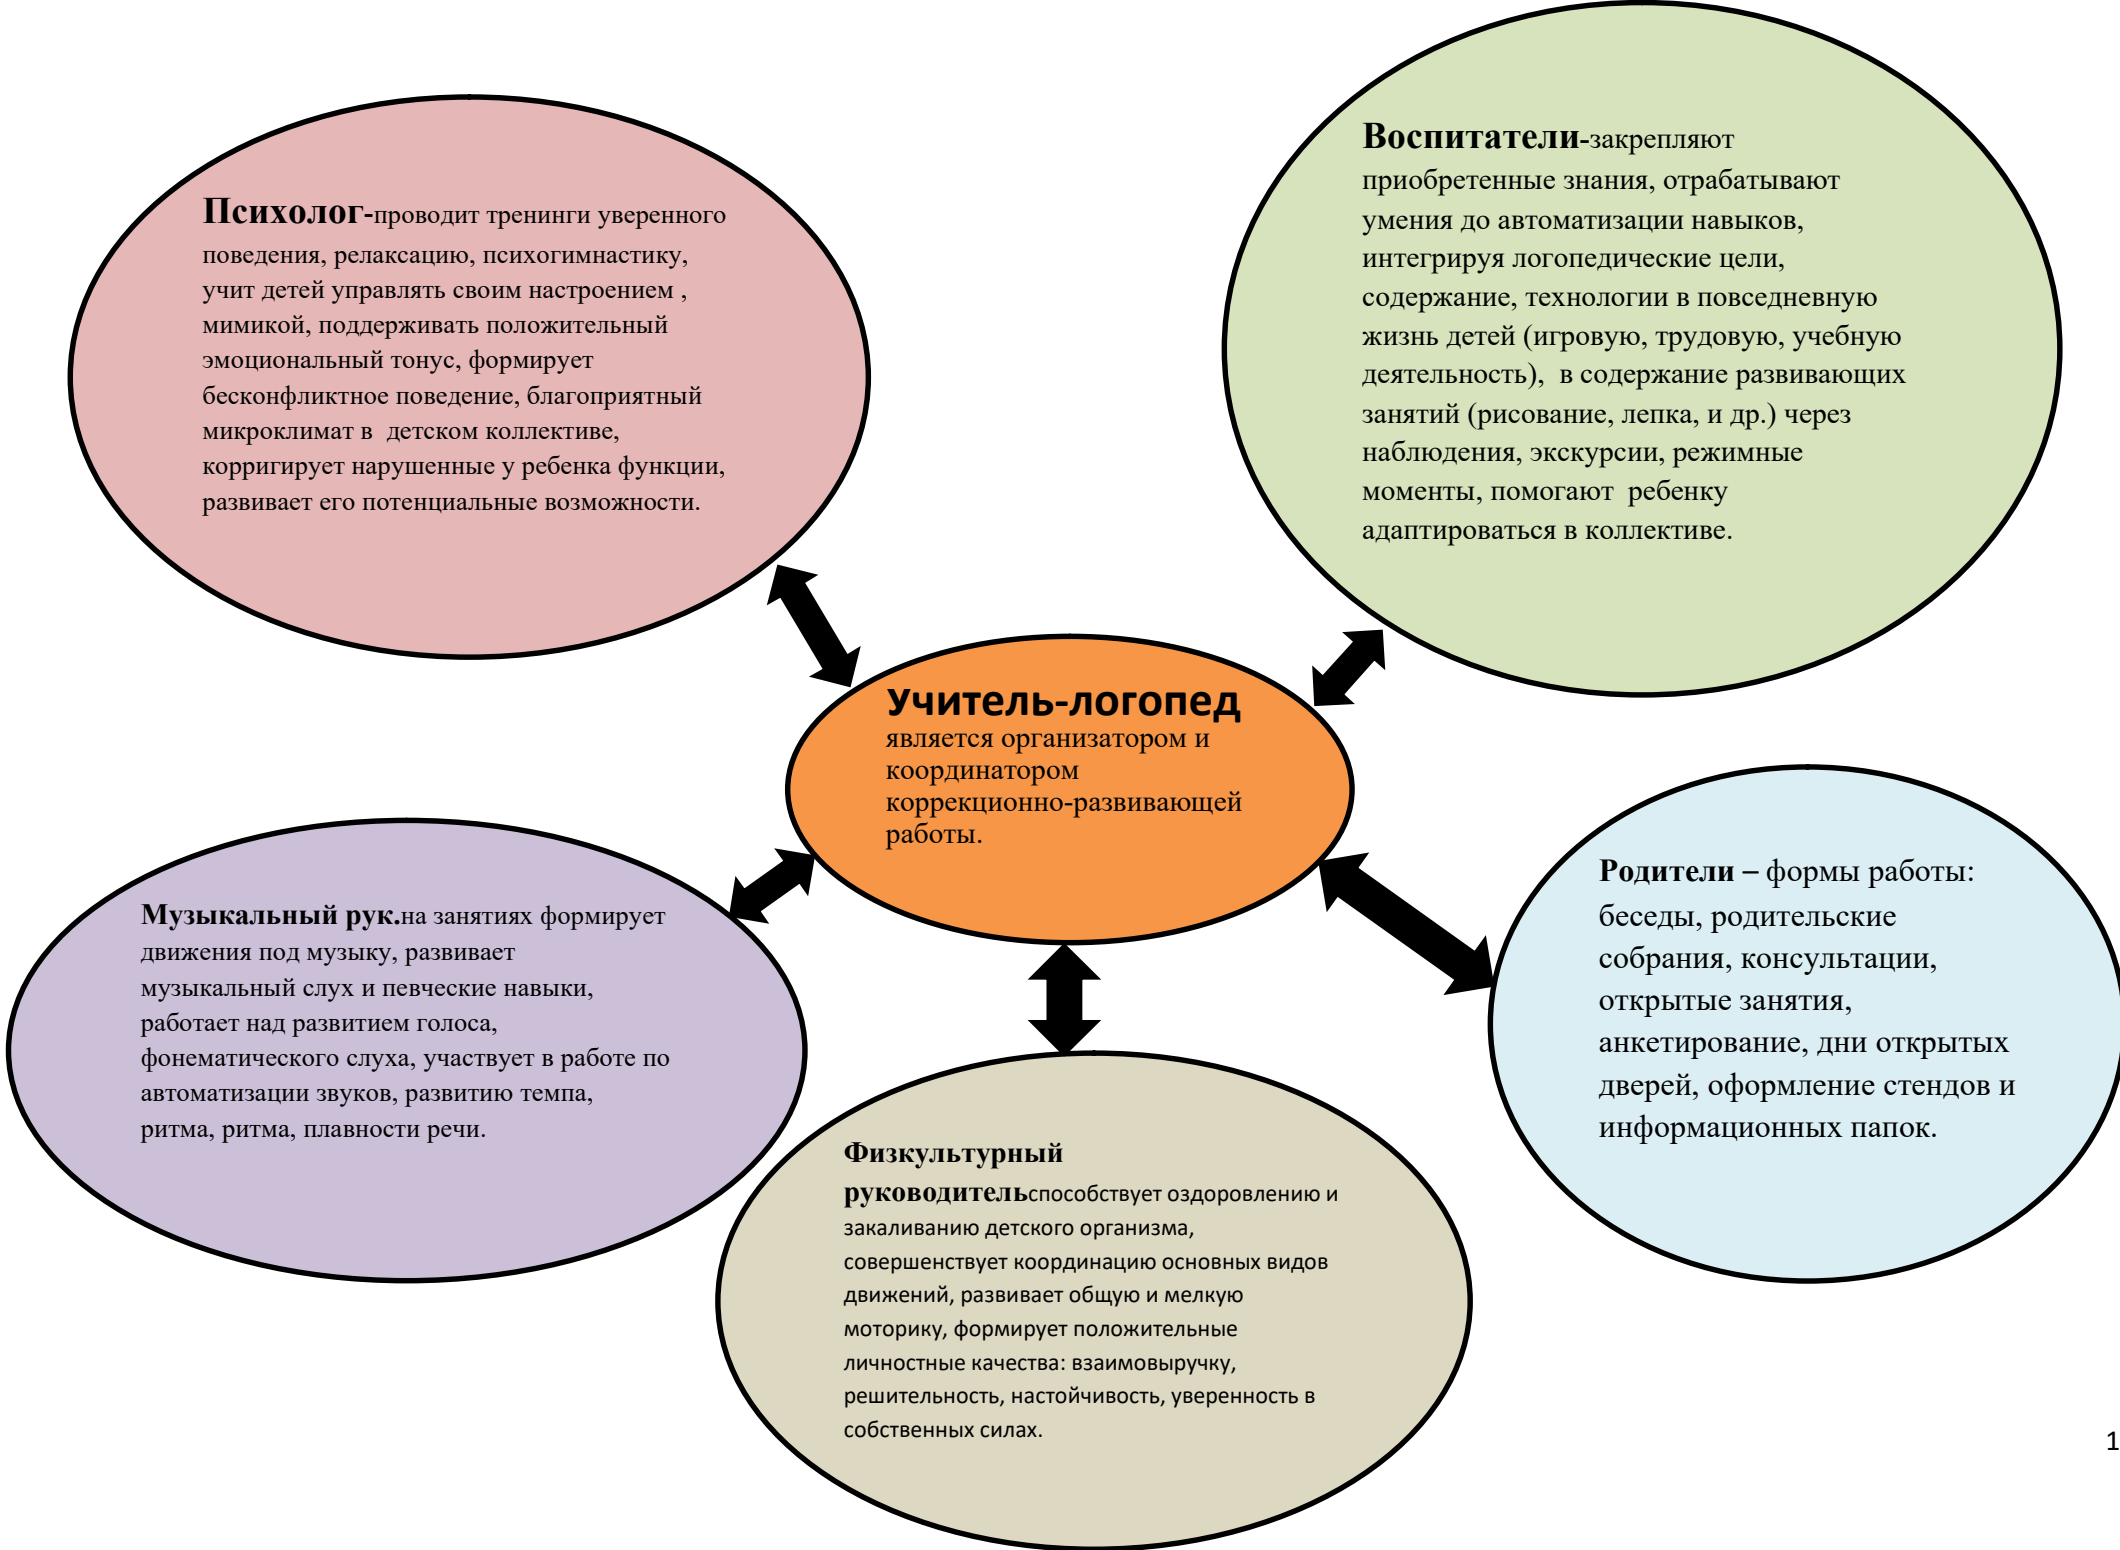 Психолог-проводит тренинги уверенного
поведения, релаксацию, психогимнастику,
учит детей управлять своим настроением ,
мимикой, поддерживать положительный
эмоциональный тонус, формирует
бесконфликтное поведение, благоприятный
микроклимат в  детском коллективе,
корригирует нарушенные у ребенка функции,
развивает его потенциальные возможности.
Воспитатели-закрепляют
приобретенные знания, отрабатывают
умения до автоматизации навыков,
интегрируя логопедические цели,
содержание, технологии в повседневную
жизнь детей (игровую, трудовую, учебную
деятельность),  в содержание развивающих
занятий (рисование, лепка, и др.) через
наблюдения, экскурсии, режимные
моменты, помогают  ребенку
адаптироваться в коллективе.
Учитель-логопед
является организатором и
координатором
коррекционно-развивающей
работы.
Музыкальный рук.на занятиях формирует
движения под музыку, развивает
музыкальный слух и певческие навыки,
работает над развитием голоса,
фонематического слуха, участвует в работе по
автоматизации звуков, развитию темпа,
ритма, ритма, плавности речи.
Родители – формы работы:
беседы, родительские
собрания, консультации,
открытые занятия,
анкетирование, дни открытых
дверей, оформление стендов и
информационных папок.
Физкультурный
руководительспособствует оздоровлению и
закаливанию детского организма,
совершенствует координацию основных видов
движений, развивает общую и мелкую
моторику, формирует положительные
личностные качества: взаимовыручку,
решительность, настойчивость, уверенность в
собственных силах.
1